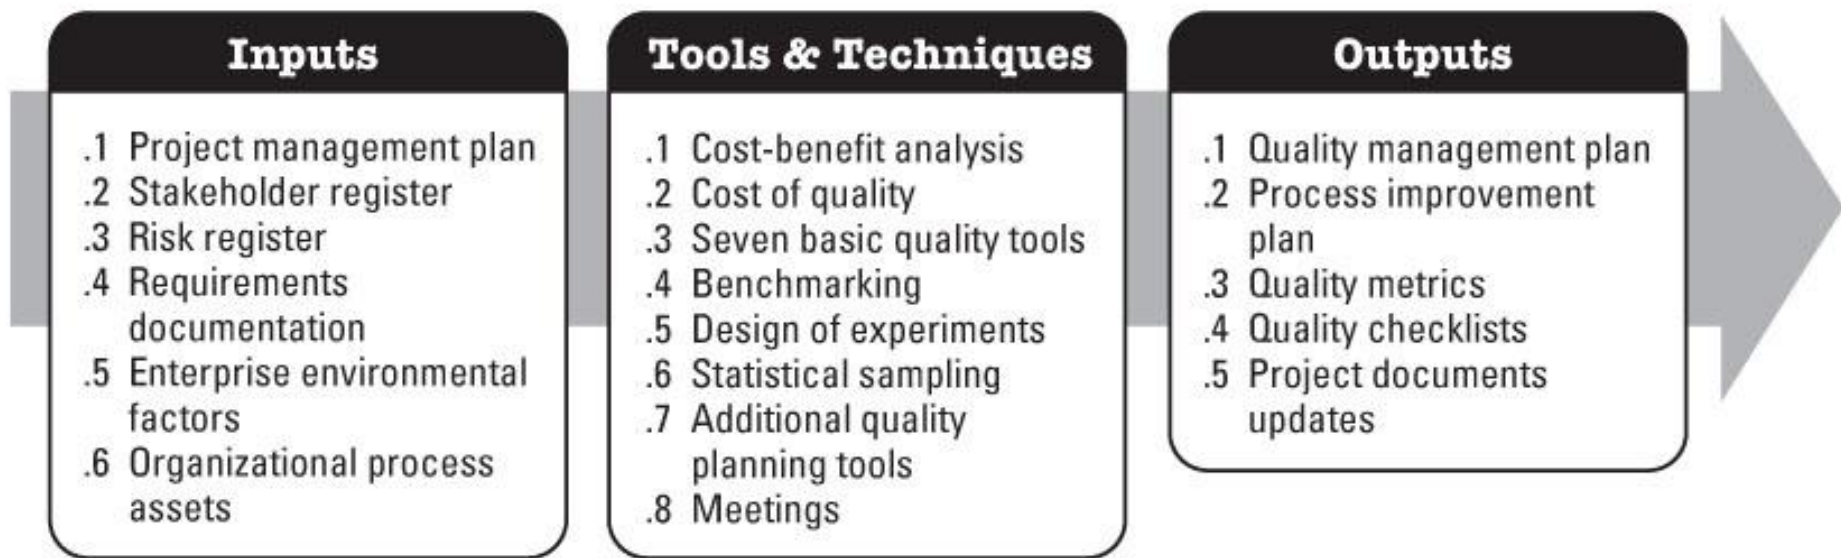 Inputs
.1 Project management plan
.2 Stakeholder register
.3 Risk register
.4 Requirements
documentation
.5 Enterprise environmental
factors
.6 Organizational process
assets
Tools & Techniques
.1 Cost-benefit analysis
.2 Cost of quality
.3 Seven basic quality tools
.4 Benchmarking
.5 Design of experiments
.6 Statistical sampling
.7 Additional quality
planning tools
.8 Meetings
Outputs
.1 Quality management plan
.2 Process improvement
plan
.3 Quality metrics
.4 Quality checklists
.5 Project documents
updates